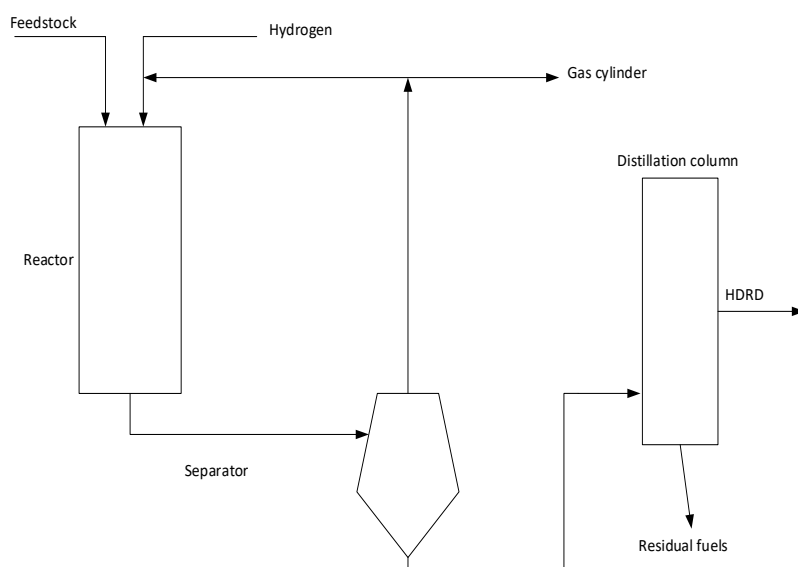 Feedstock
Hydrogen
Gas cylinder
Distillation column
Reactor
HDRD
Separator
Residual fuels